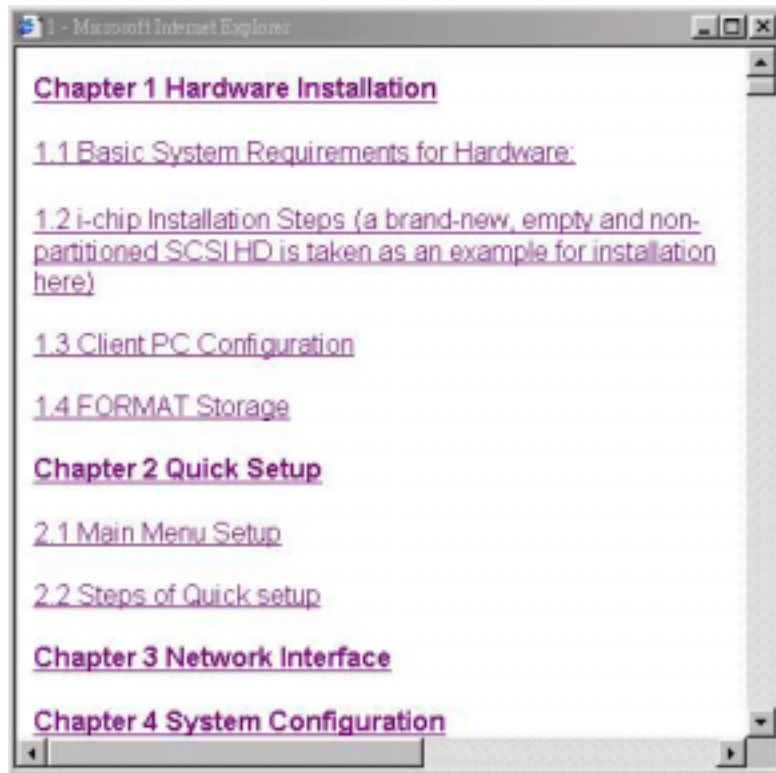 1 - Microsoft Internet Explorer
Chapter 1 Hardware Installation
1.1 Basic System Requirements for Hardware:
1.2 i-chip Installation Steps (a brand-new, empty and non-
partitioned SCSI HD is taken as an example for installation
here)
1.3 Client PC Configuration
1.4 FORMAT Storage
Chapter 2 Quick Setup
2.1 Main Menu Setup
2.2 Steps of Quick setup
Chapter 3 Network Interface
Chapter 4 System Configuration